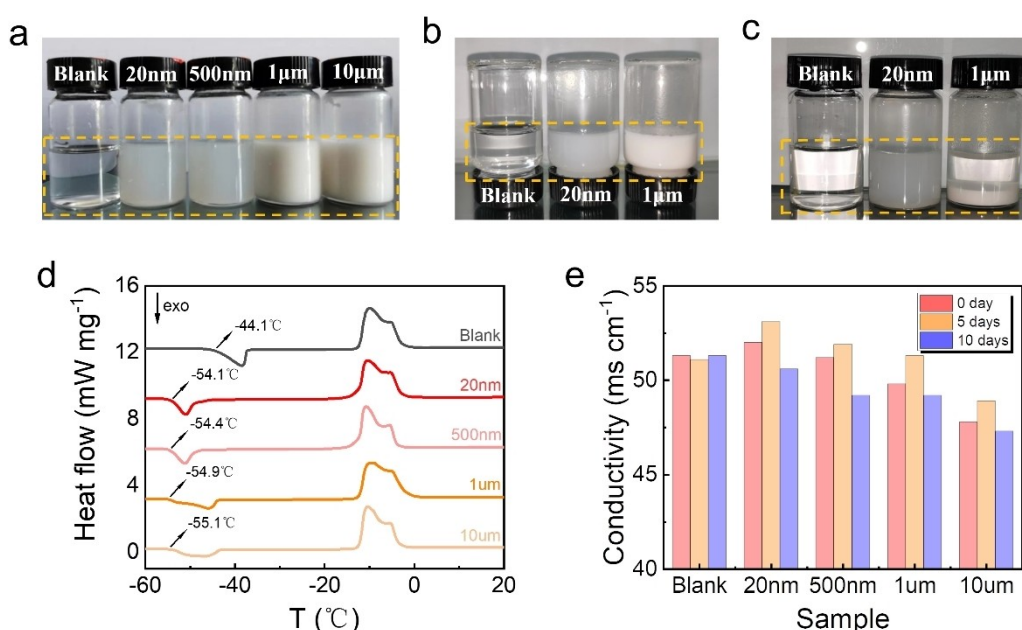 a
Blank 20nm 500nm 1μm 10μm
b
Blank 20nm 1μm
c
Blank 20nm 1μm
d
Heat flow (mW mg⁻¹)
16
12
8
4
0
exo
-44.1℃
Blank
-54.1℃
20nm
-54.4℃
500nm
-54.9℃
1um
-55.1℃
10um
-60 -40 -20 0 20
T (℃)
e
Conductivity (ms cm⁻¹)
55
50
45
40
0 day
5 days
10 days
Blank 20nm 500nm 1um 10um
Sample